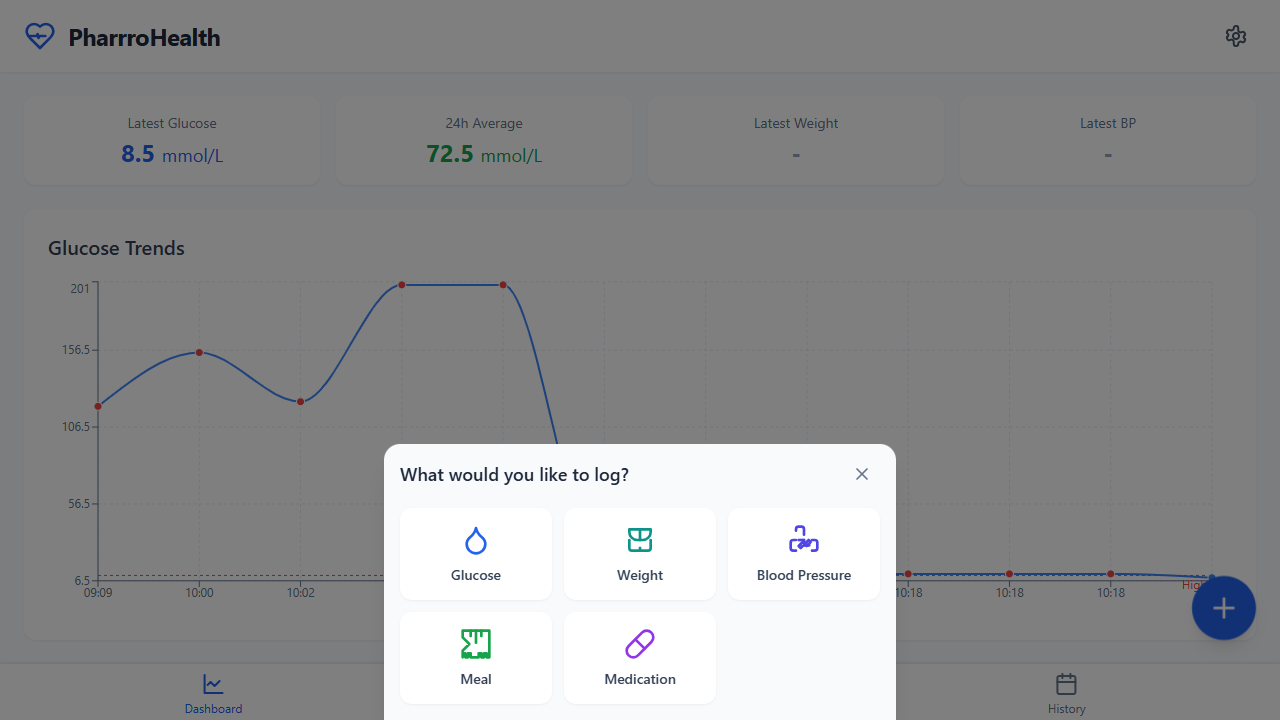 PharrroHealth
Latest Glucose
8.5 mmol/L
24h Average
72.5 mmol/L
Latest Weight
-
Latest BP
-
Glucose Trends
201
156.5
106.5
56.5
6.5
09:09
10:00
10:02
10:18
10:18
10:18
What would you like to log?
Glucose
Weight
Blood Pressure
Meal
Medication
Dashboard
History